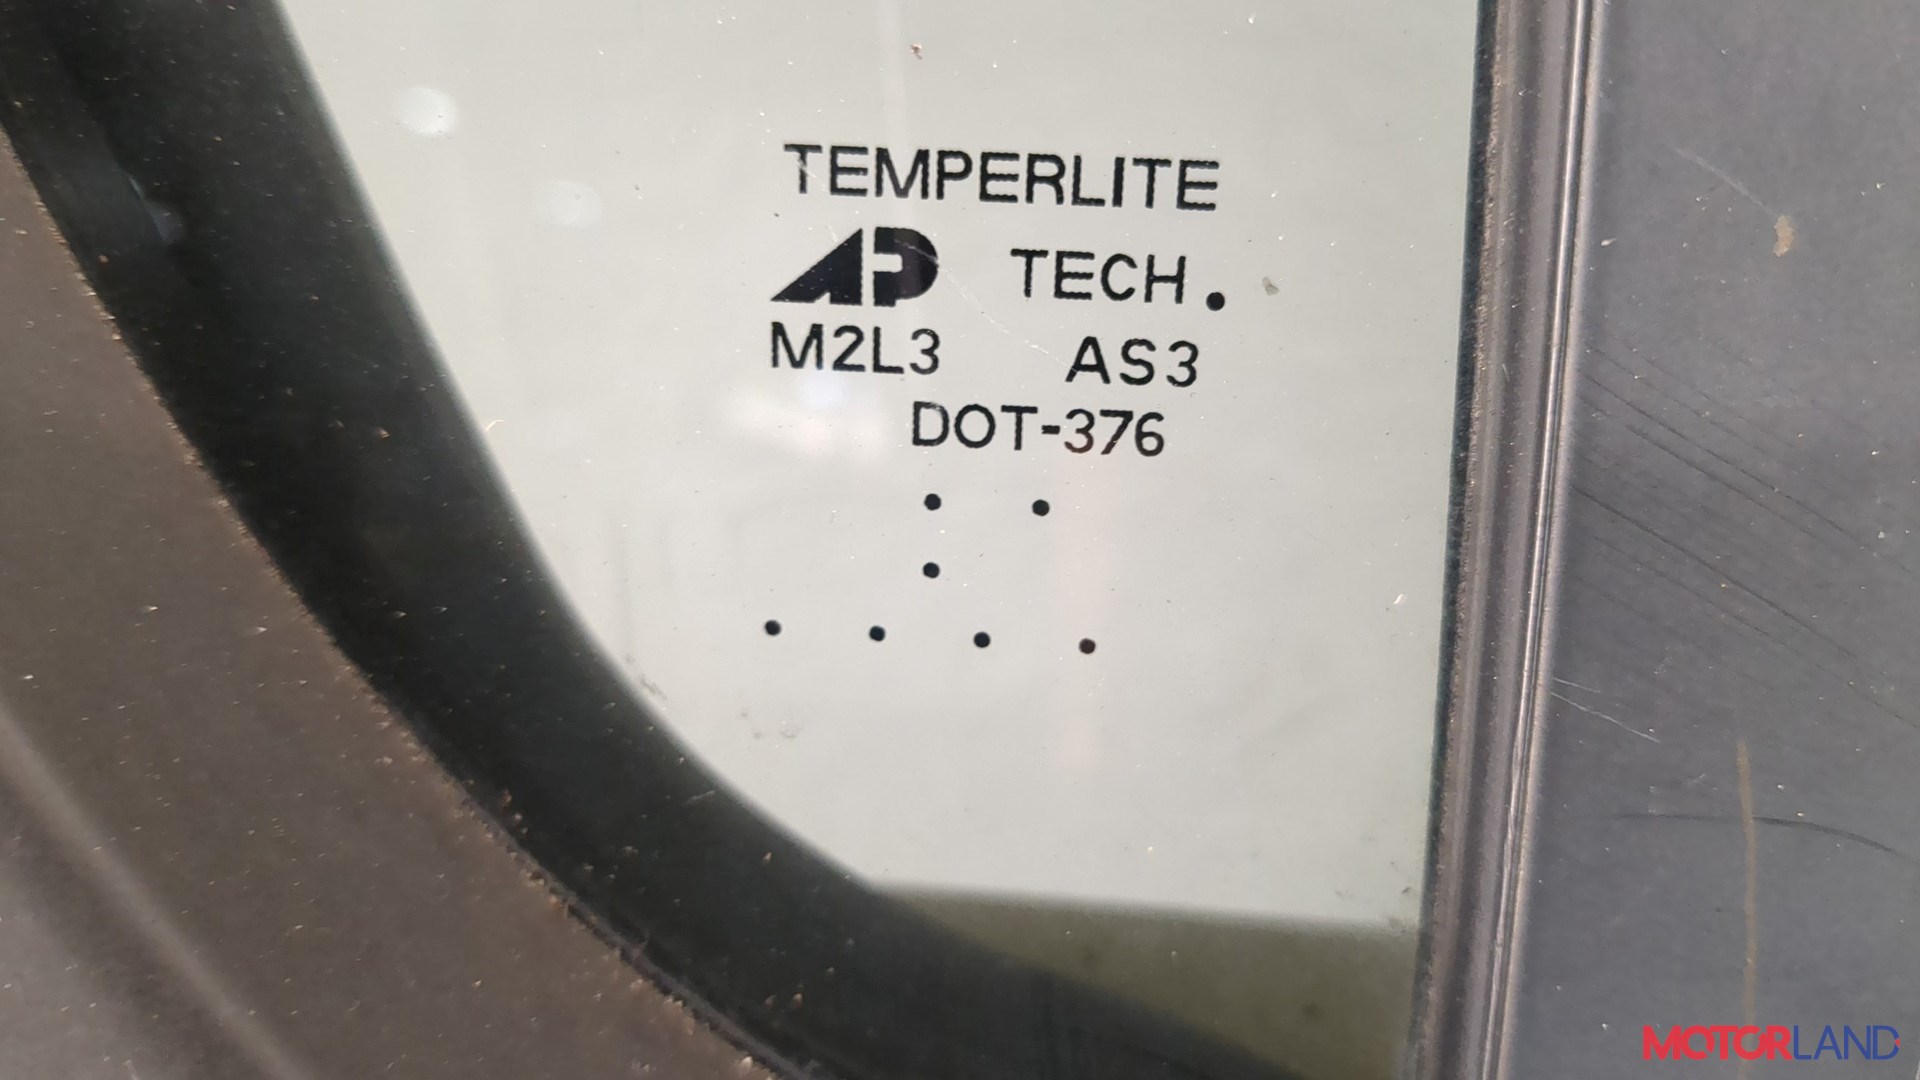 TEMPERLITE
AP TECH.
M2L3 AS3
DOT-376
MOTORLAND